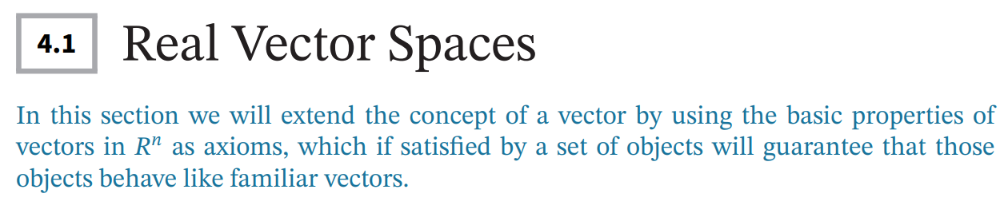 4.1 Real Vector Spaces
In this section we will extend the concept of a vector by using the basic properties of
vectors in Rⁿ as axioms, which if satisfied by a set of objects will guarantee that those
objects behave like familiar vectors.